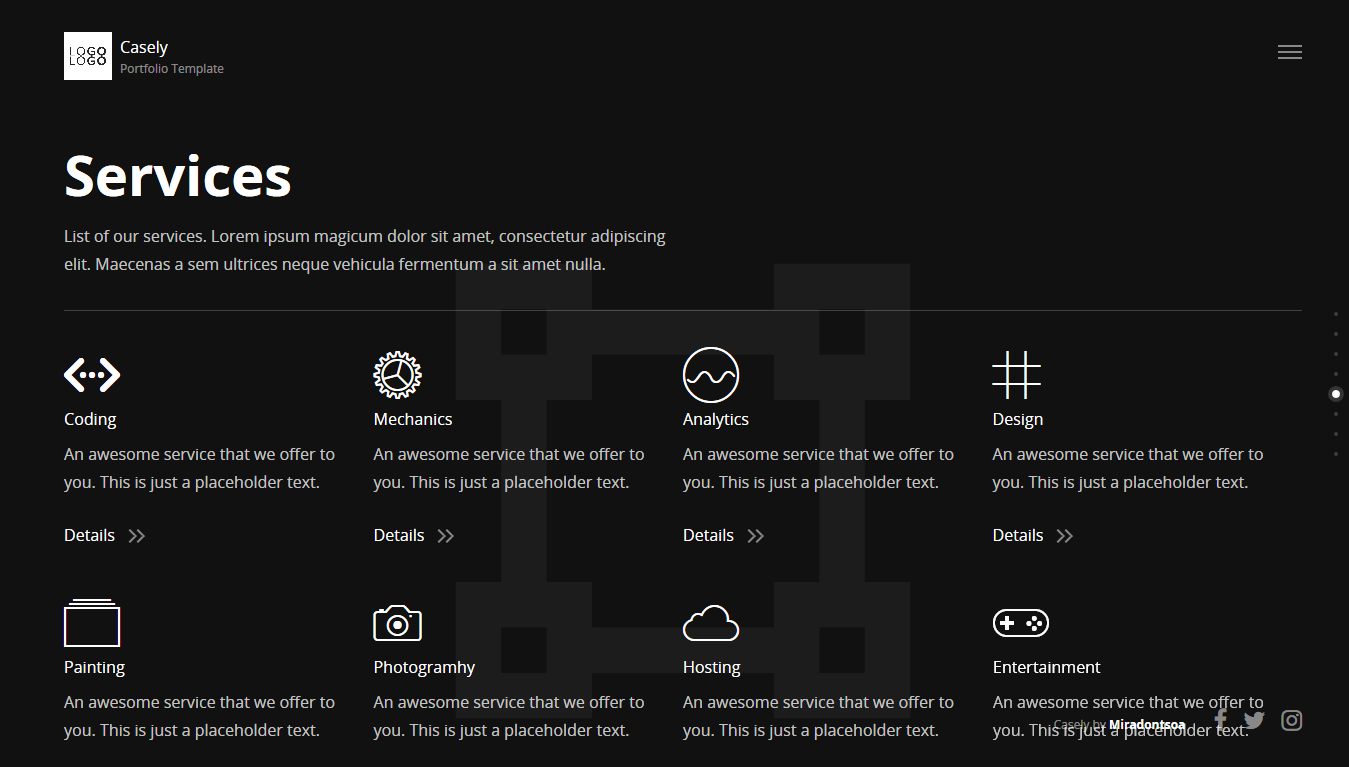 LOGO
LOGO
Casely
Portfolio Template
Services
List of our services. Lorem ipsum magicum dolor sit amet, consectetur adipiscing
elit. Maecenas a sem ultrices neque vehicula fermentum a sit amet nulla.
Coding
An awesome service that we offer to
you. This is just a placeholder text.
Details
Mechanics
An awesome service that we offer to
you. This is just a placeholder text.
Details
Analytics
An awesome service that we offer to
you. This is just a placeholder text.
Details
Design
An awesome service that we offer to
you. This is just a placeholder text.
Details
Painting
An awesome service that we offer to
you. This is just a placeholder text.
Photogramhy
An awesome service that we offer to
you. This is just a placeholder text.
Hosting
An awesome service that we offer to
you. This is just a placeholder text.
Entertainment
An awesome service that we offer to
you. This is just a placeholder text.
Casely by Miradontsoa